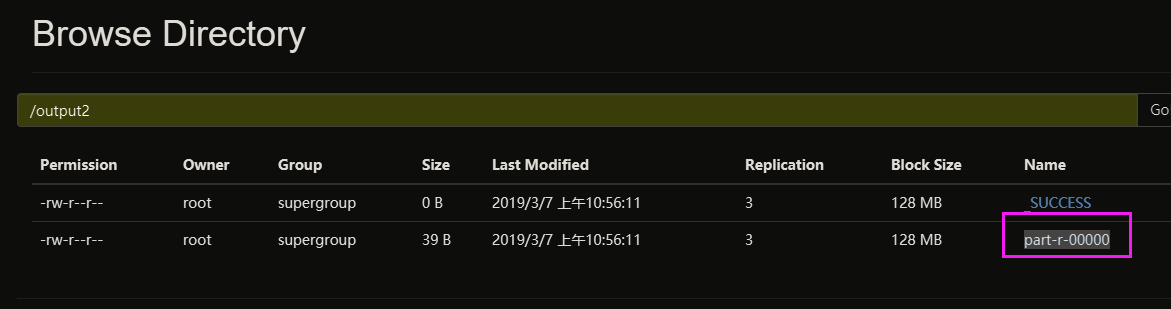 Browse Directory
/output2 Go
Permission Owner Group Size Last Modified Replication Block Size Name
-rw-r--r-- root supergroup 0 B 2019/3/7 上午10:56:11 3 128 MB _SUCCESS
-rw-r--r-- root supergroup 39 B 2019/3/7 上午10:56:11 3 128 MB part-r-00000